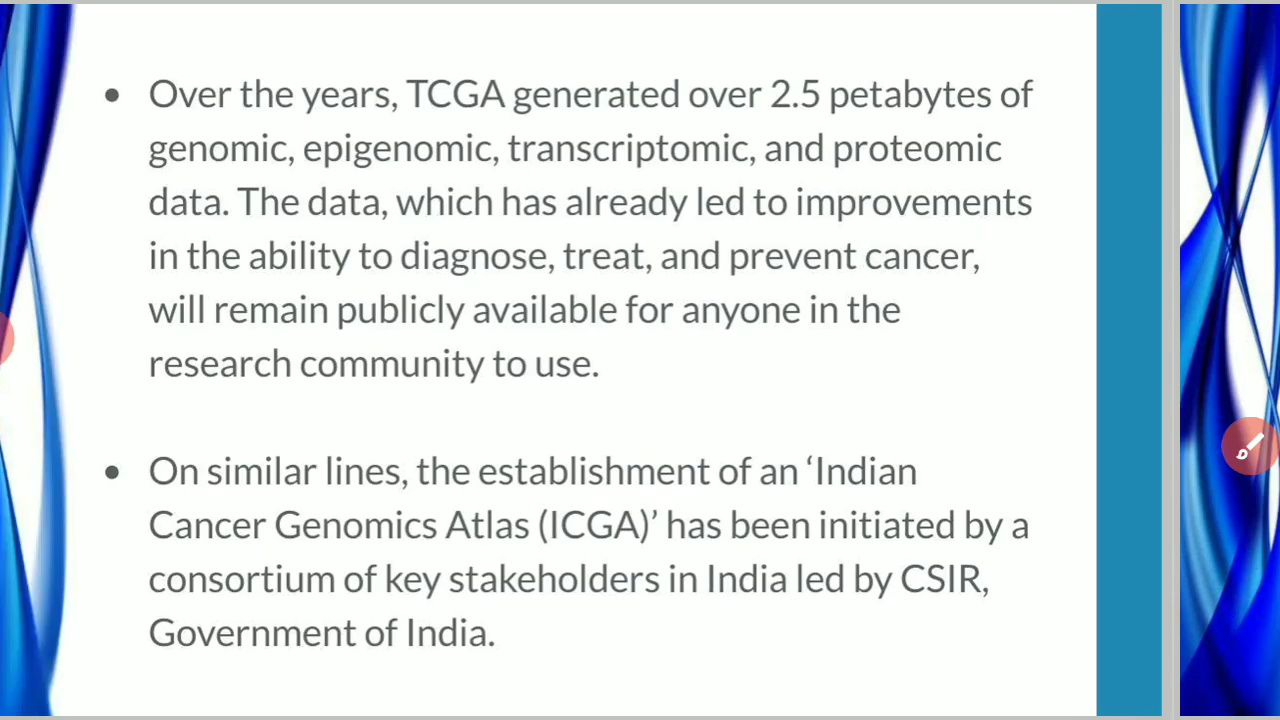 • Over the years, TCGA generated over 2.5 petabytes of
genomic, epigenomic, transcriptomic, and proteomic
data. The data, which has already led to improvements
in the ability to diagnose, treat, and prevent cancer,
will remain publicly available for anyone in the
research community to use.
• On similar lines, the establishment of an ‘Indian
Cancer Genomics Atlas (ICGA)’ has been initiated by a
consortium of key stakeholders in India led by CSIR,
Government of India.